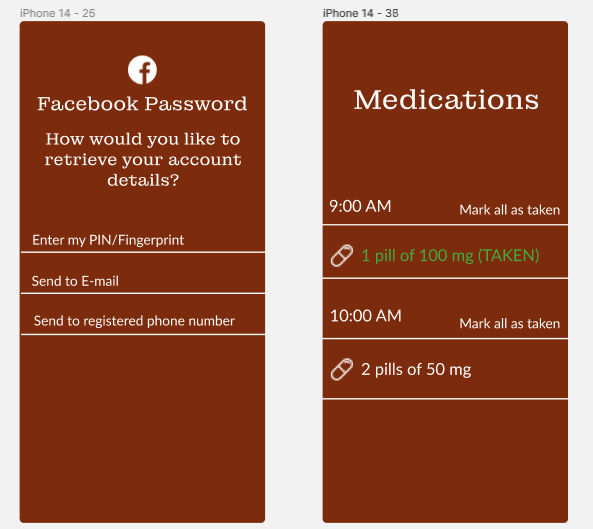 iPhone 14 - 25
Facebook Password
How would you like to
retrieve your account
details?
Enter my PIN/Fingerprint
Send to E-mail
Send to registered phone number
iPhone 14 - 38
Medications
9:00 AM
Mark all as taken
1 pill of 100 mg (TAKEN)
10:00 AM
Mark all as taken
2 pills of 50 mg